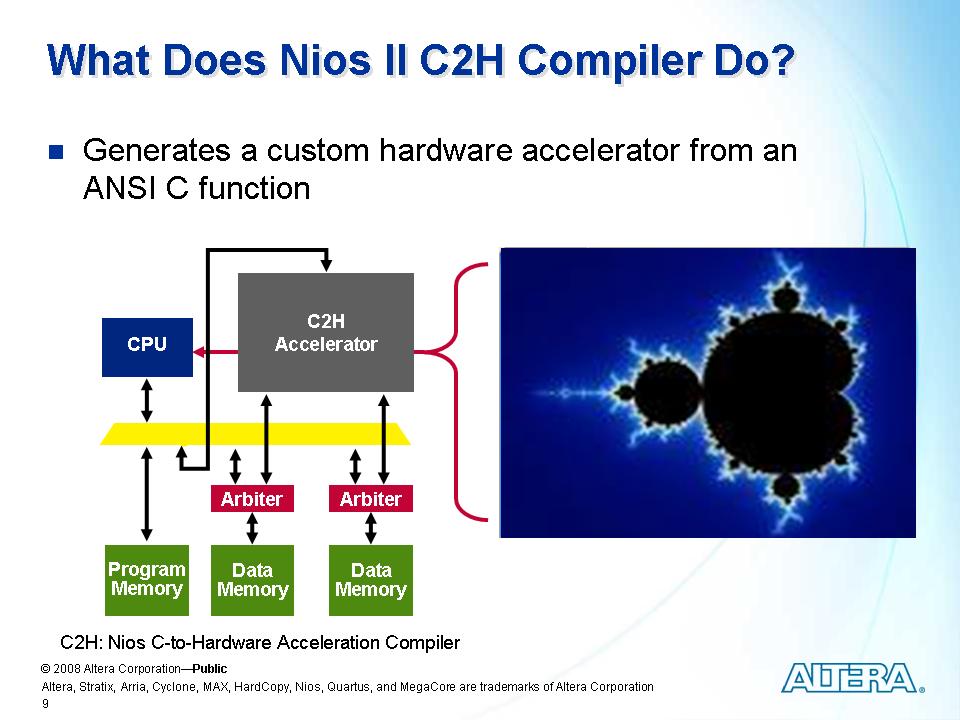 What Does Nios II C2H Compiler Do?
Generates a custom hardware accelerator from an
ANSI C function
C2H
Accelerator
CPU
Arbiter
Arbiter
Program
Memory
Data
Memory
Data
Memory
C2H: Nios C-to-Hardware Acceleration Compiler
© 2008 Altera Corporation—Public
Altera, Stratix, Arria, Cyclone, MAX, HardCopy, Nios, Quartus, and MegaCore are trademarks of Altera Corporation
9
ALTERA®